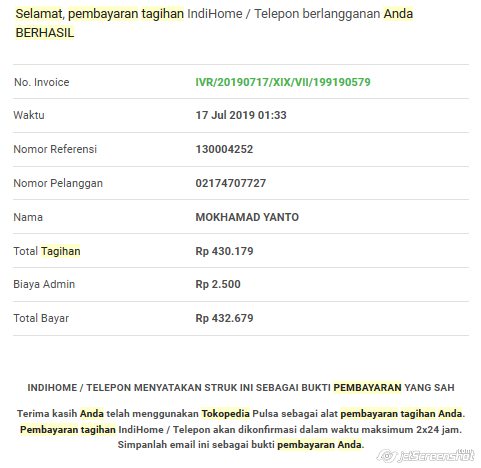 Selamat, pembayaran tagihan IndiHome / Telepon berlangganan Anda
BERHASIL
No. Invoice IVR/20190717/XIX/VII/199190579
Waktu 17 Jul 2019 01:33
Nomor Referensi 130004252
Nomor Pelanggan 02174707727
Nama MOKHAMAD YANTO
Total Tagihan Rp 430.179
Biaya Admin Rp 2.500
Total Bayar Rp 432.679
INDIHOME / TELEPON MENYATAKAN STRUK INI SEBAGAI BUKTI PEMBAYARAN YANG SAH
Terima kasih Anda telah menggunakan Tokopedia Pulsa sebagai alat pembayaran tagihan Anda.
Pembayaran tagihan IndiHome / Telepon akan dikonfirmasi dalam waktu maksimum 2x24 jam.
Simpanlah email ini sebagai bukti pembayaran Anda.
jetScreenshot